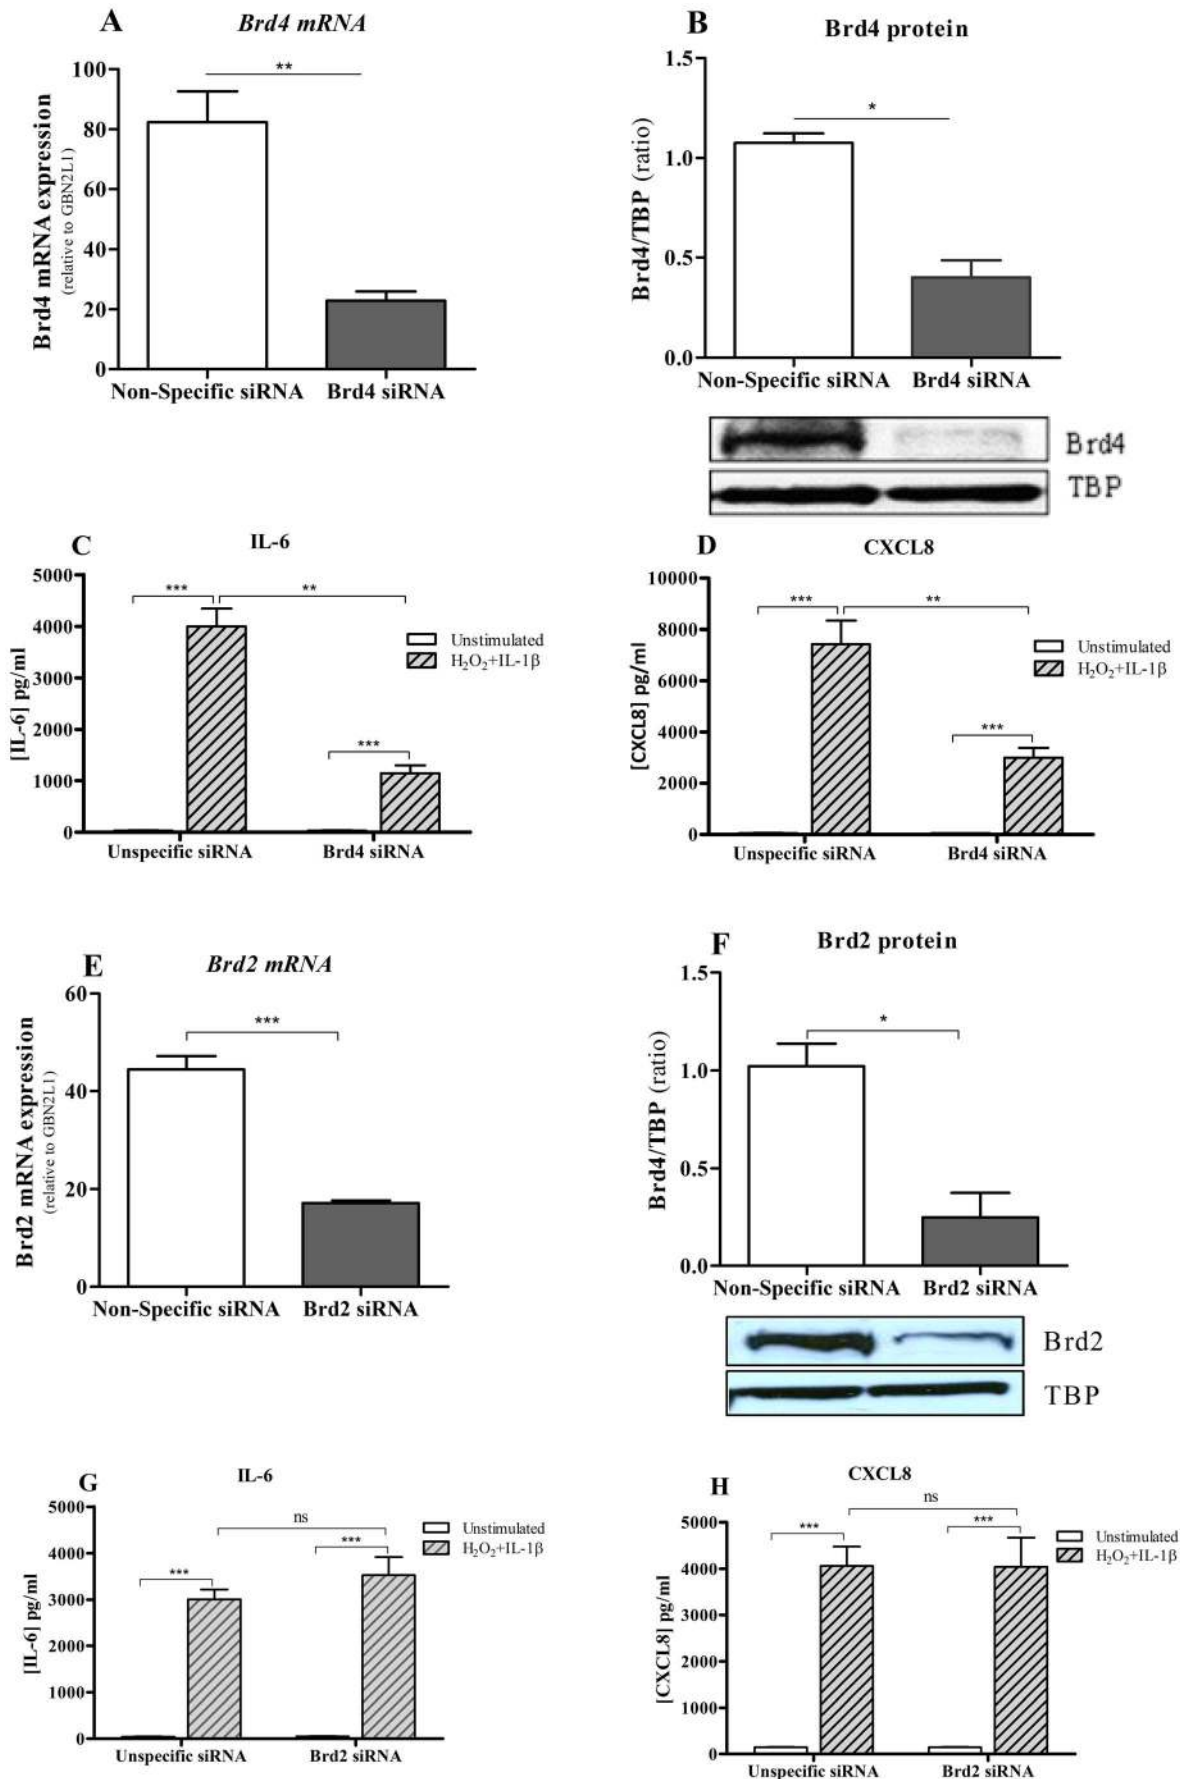 A
Brd4 mRNA
**
100
80
60
40
20
0
Brd4 mRNA expression
(relative to GBN2L1)
Non-Specific siRNA
Brd4 siRNA
B
Brd4 protein
*
1.5
1.0
0.5
0.0
Brd4/TBP (ratio)
Non-Specific siRNA
Brd4 siRNA
Brd4
TBP
C
IL-6
5000
4000
3000
2000
1000
0
[IL-6] pg/ml
***
**
***
Unstimulated
H₂O₂+IL-1β
Unspecific siRNA
Brd4 siRNA
D
CXCL8
10000
8000
6000
4000
2000
0
[CXCL8] pg/ml
***
**
***
Unstimulated
H₂O₂+IL-1β
Unspecific siRNA
Brd4 siRNA
E
Brd2 mRNA
***
60
40
20
0
Brd2 mRNA expression
(relative to GBN2L1)
Non-Specific siRNA
Brd2 siRNA
F
Brd2 protein
*
1.5
1.0
0.5
0.0
Brd4/TBP (ratio)
Non-Specific siRNA
Brd2 siRNA
Brd2
TBP
G
IL-6
5000
4000
3000
2000
1000
0
[IL-6] pg/ml
ns
***
***
Unstimulated
H₂O₂+IL-1β
Unspecific siRNA
Brd2 siRNA
H
CXCL8
5000
4000
3000
2000
1000
0
[CXCL8] pg/ml
ns
***
***
Unstimulated
H₂O₂+IL-1β
Unspecific siRNA
Brd2 siRNA